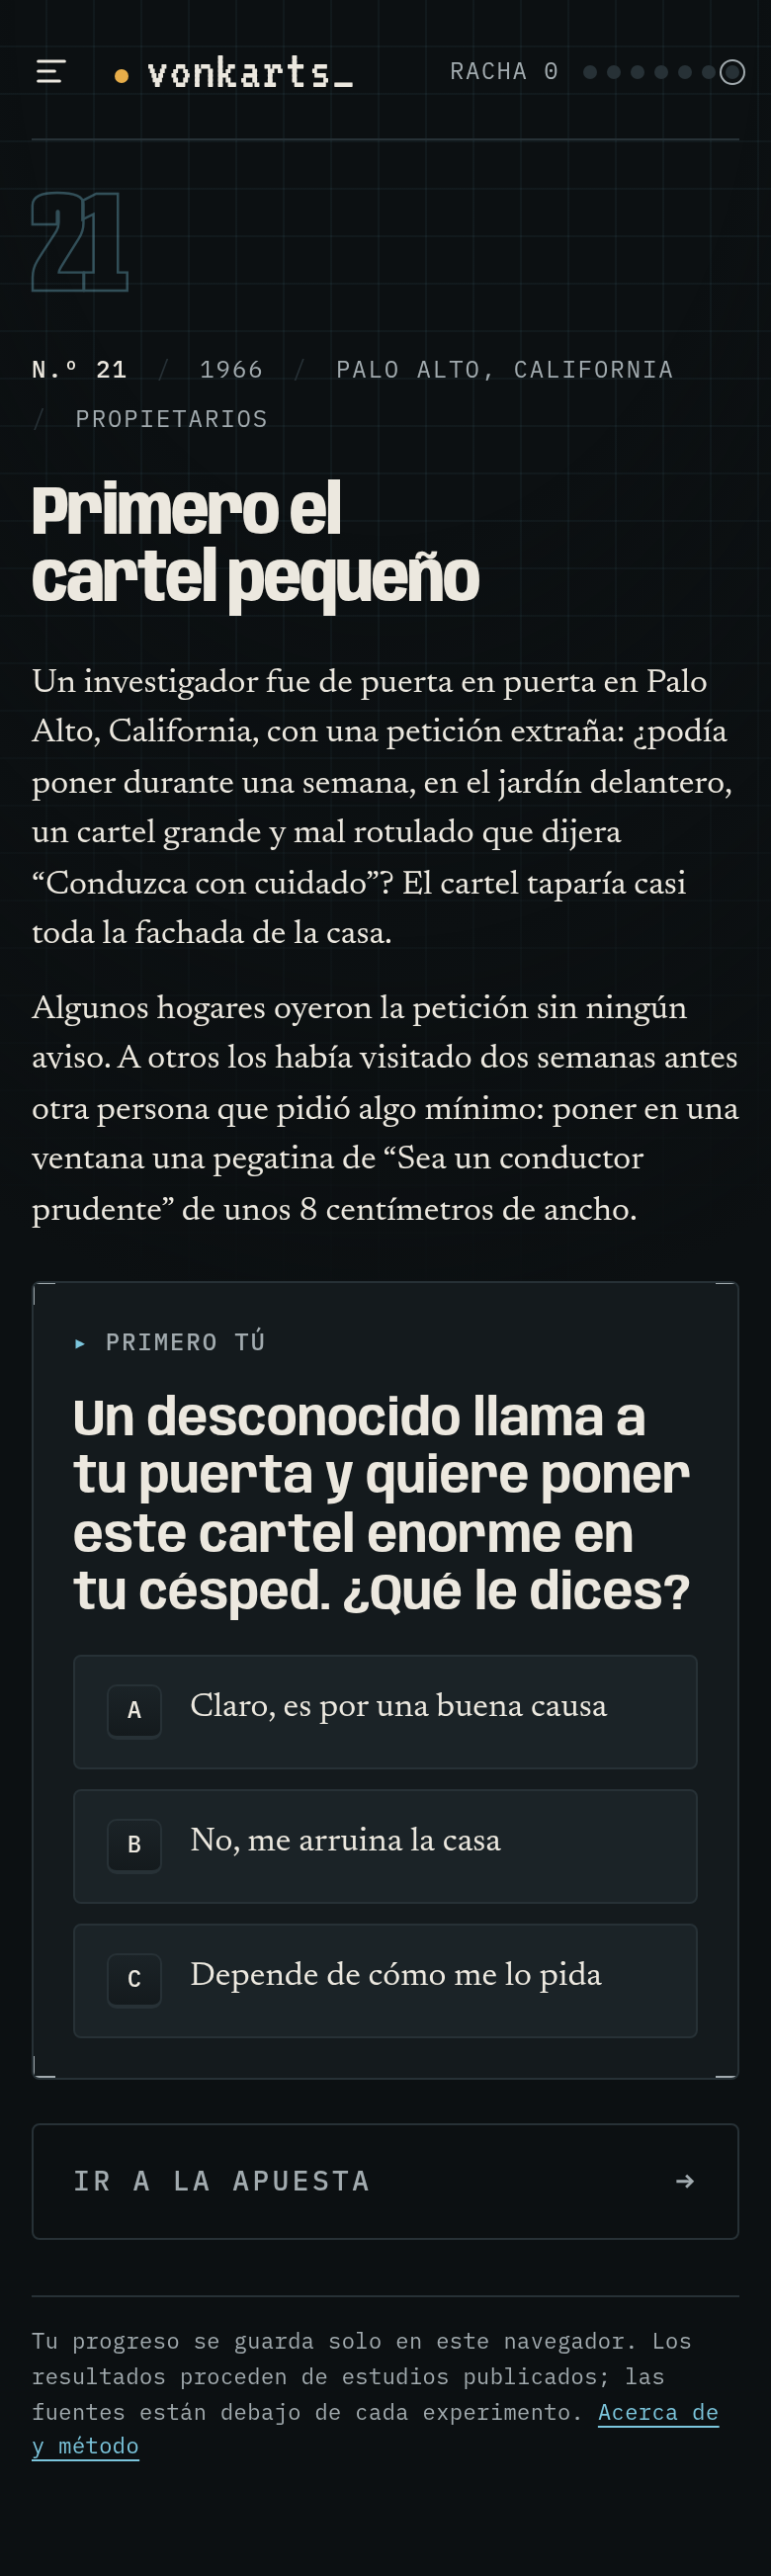 vonkarts_
RACHA 0
21
N.º 21 / 1966 / PALO ALTO, CALIFORNIA
/ PROPIETARIOS
Primero el
cartel pequeño
Un investigador fue de puerta en puerta en Palo
Alto, California, con una petición extraña: ¿podía
poner durante una semana, en el jardín delantero,
un cartel grande y mal rotulado que dijera
“Conduzca con cuidado”? El cartel taparía casi
toda la fachada de la casa.
Algunos hogares oyeron la petición sin ningún
aviso. A otros los había visitado dos semanas antes
otra persona que pidió algo mínimo: poner en una
ventana una pegatina de “Sea un conductor
prudente” de unos 8 centímetros de ancho.
▸ PRIMERO TÚ
Un desconocido llama a
tu puerta y quiere poner
este cartel enorme en
tu césped. ¿Qué le dices?
A Claro, es por una buena causa
B No, me arruina la casa
C Depende de cómo me lo pida
IR A LA APUESTA →
Tu progreso se guarda solo en este navegador. Los
resultados proceden de estudios publicados; las
fuentes están debajo de cada experimento. Acerca de
y método